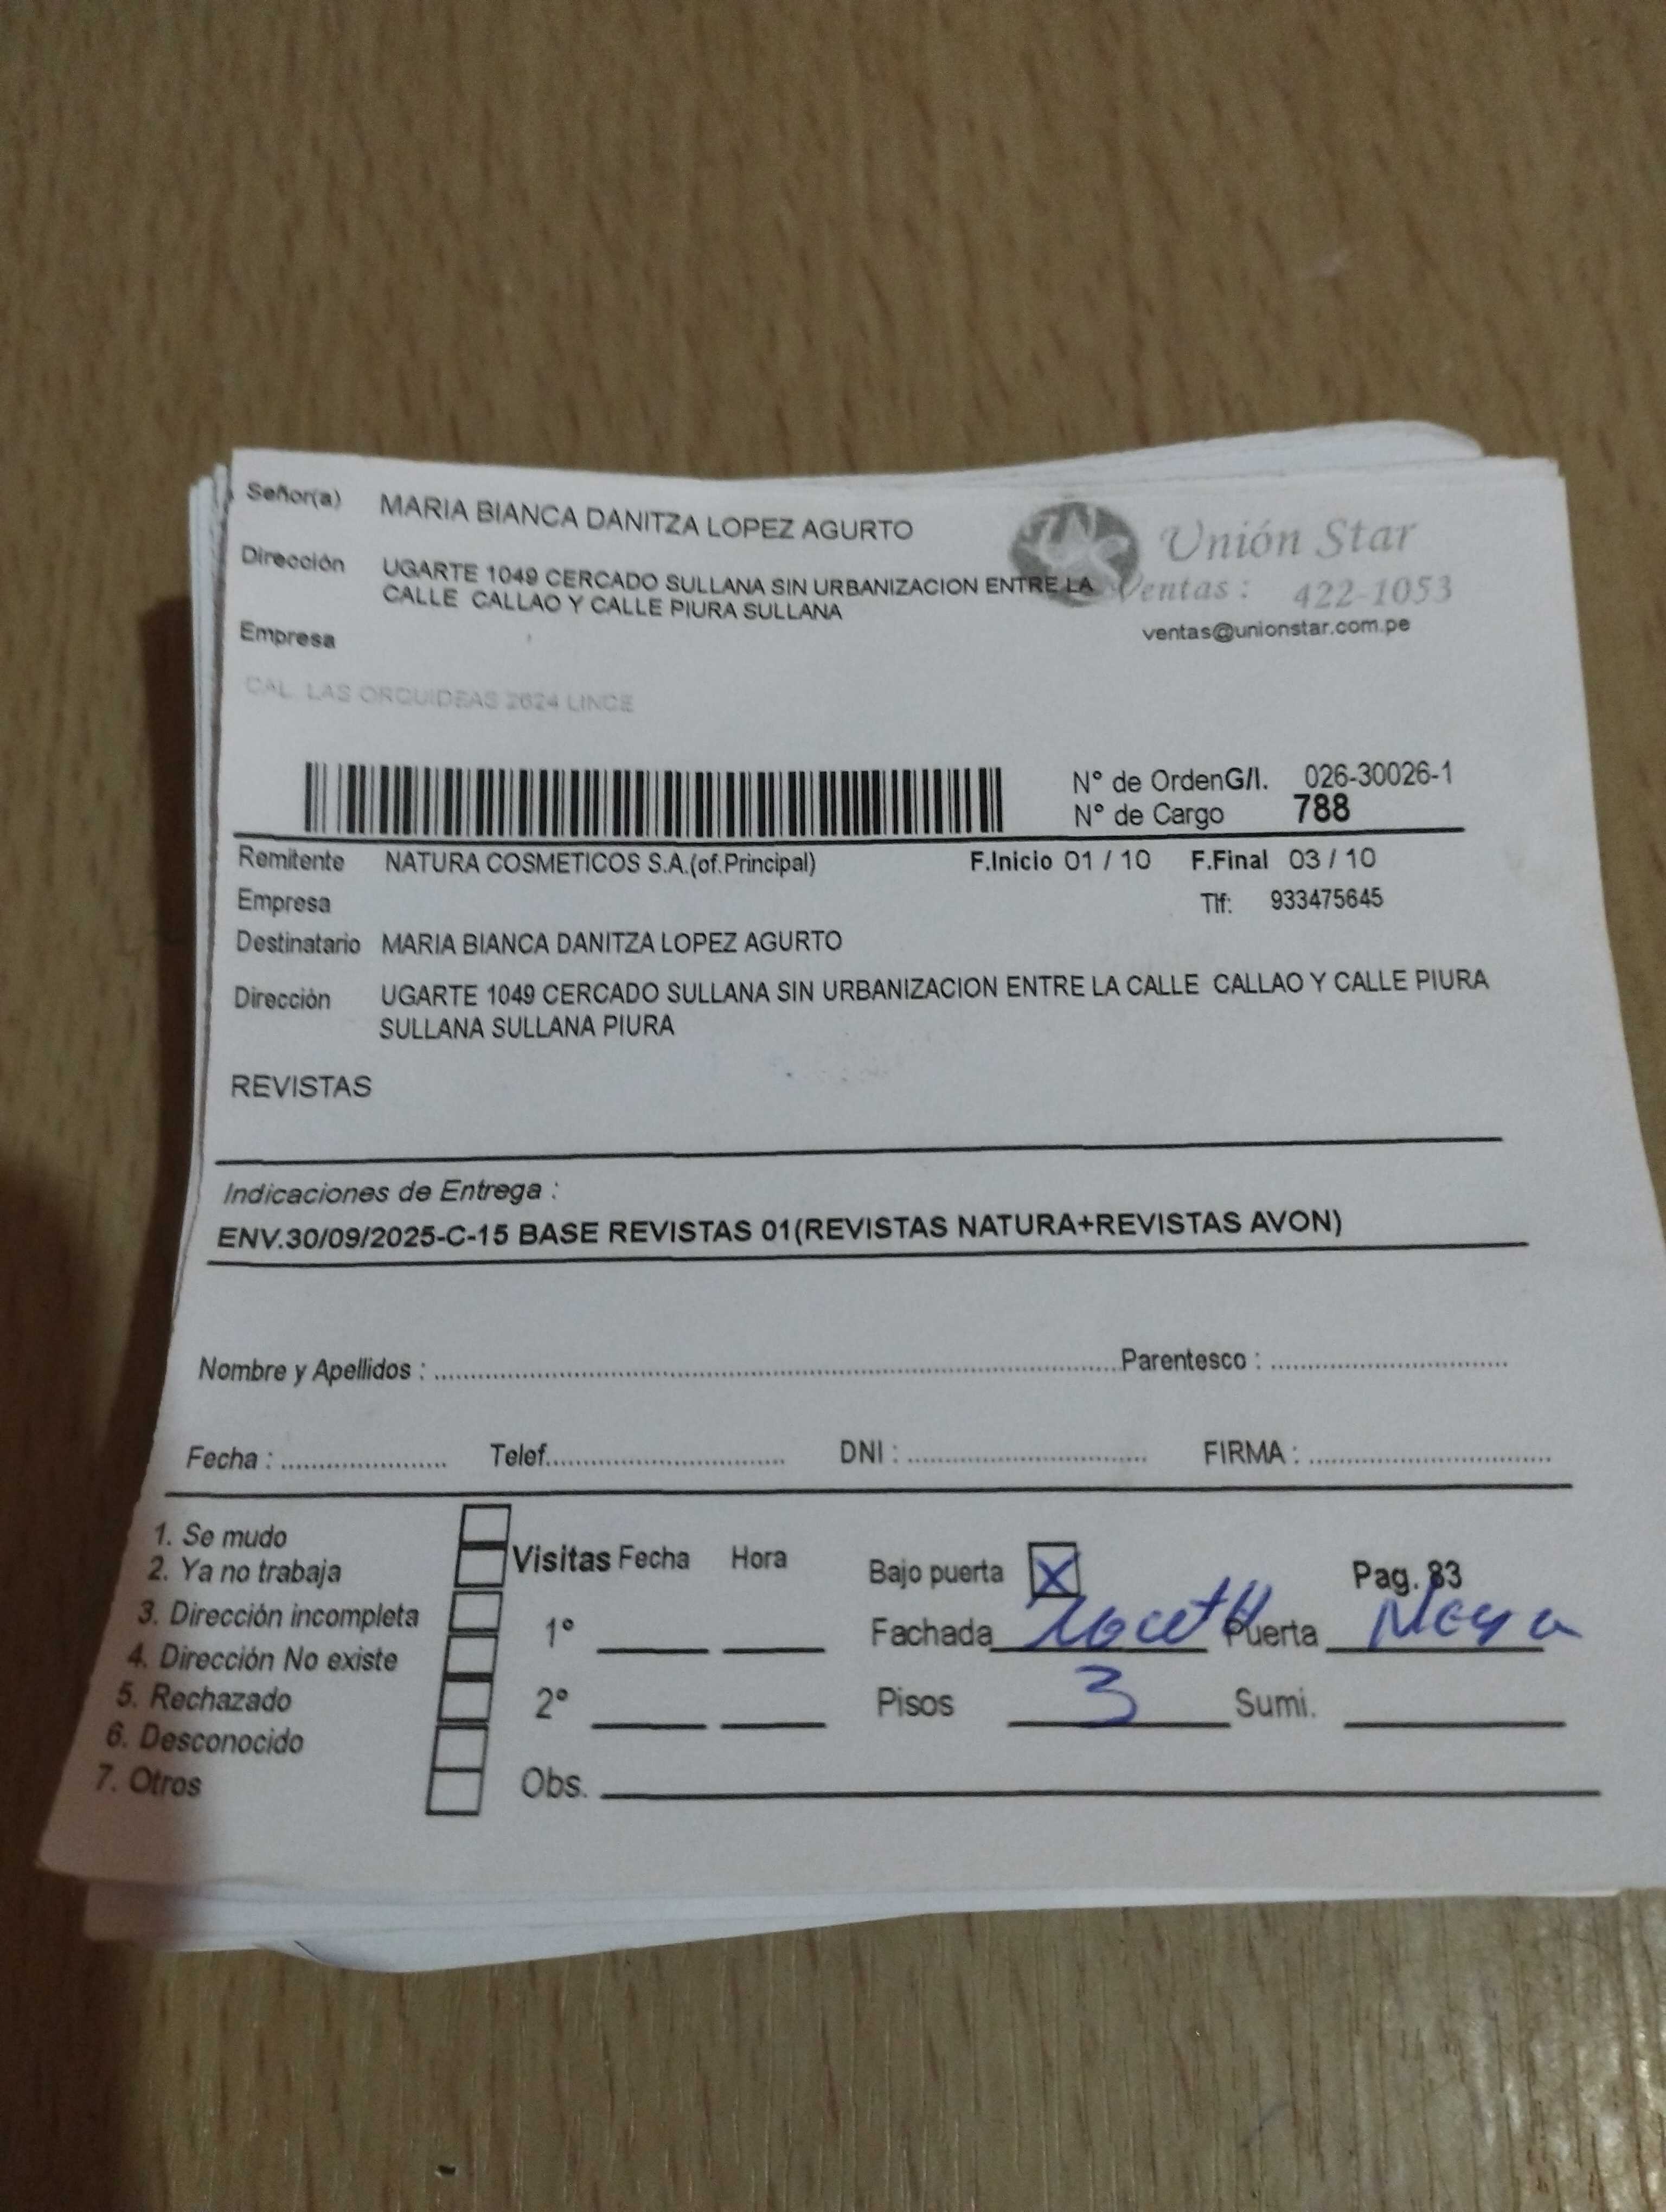 Señor(a) MARIA BIANCA DANITZA LOPEZ AGURTO
Unión Star
Dirección UGARTE 1049 CERCADO SULLANA SIN URBANIZACION ENTRE LA
CALLE CALLAO Y CALLE PIURA SULLANA
Ventas : 422-1053
ventas@unionstar.com.pe
Empresa
CAL. LAS ORQUIDEAS 2624 LINCE
N° de OrdenG/I. 026-30026-1
N° de Cargo 788
Remitente NATURA COSMETICOS S.A.(of.Principal) F.Inicio 01 / 10 F.Final 03 / 10
Empresa Tlf: 933475645
Destinatario MARIA BIANCA DANITZA LOPEZ AGURTO
Dirección UGARTE 1049 CERCADO SULLANA SIN URBANIZACION ENTRE LA CALLE CALLAO Y CALLE PIURA
SULLANA SULLANA PIURA
REVISTAS
Indicaciones de Entrega :
ENV.30/09/2025-C-15 BASE REVISTAS 01(REVISTAS NATURA+REVISTAS AVON)
Nombre y Apellidos : Parentesco :
Fecha : Telef. DNI : FIRMA :
1. Se mudo
2. Ya no trabaja
3. Dirección incompleta
4. Dirección No existe
5. Rechazado
6. Desconocido
7. Otros
Visitas Fecha Hora
1°
2°
Obs.
Bajo puerta X Pag. 83
Fachada Puerta
Pisos 3 Sumi.